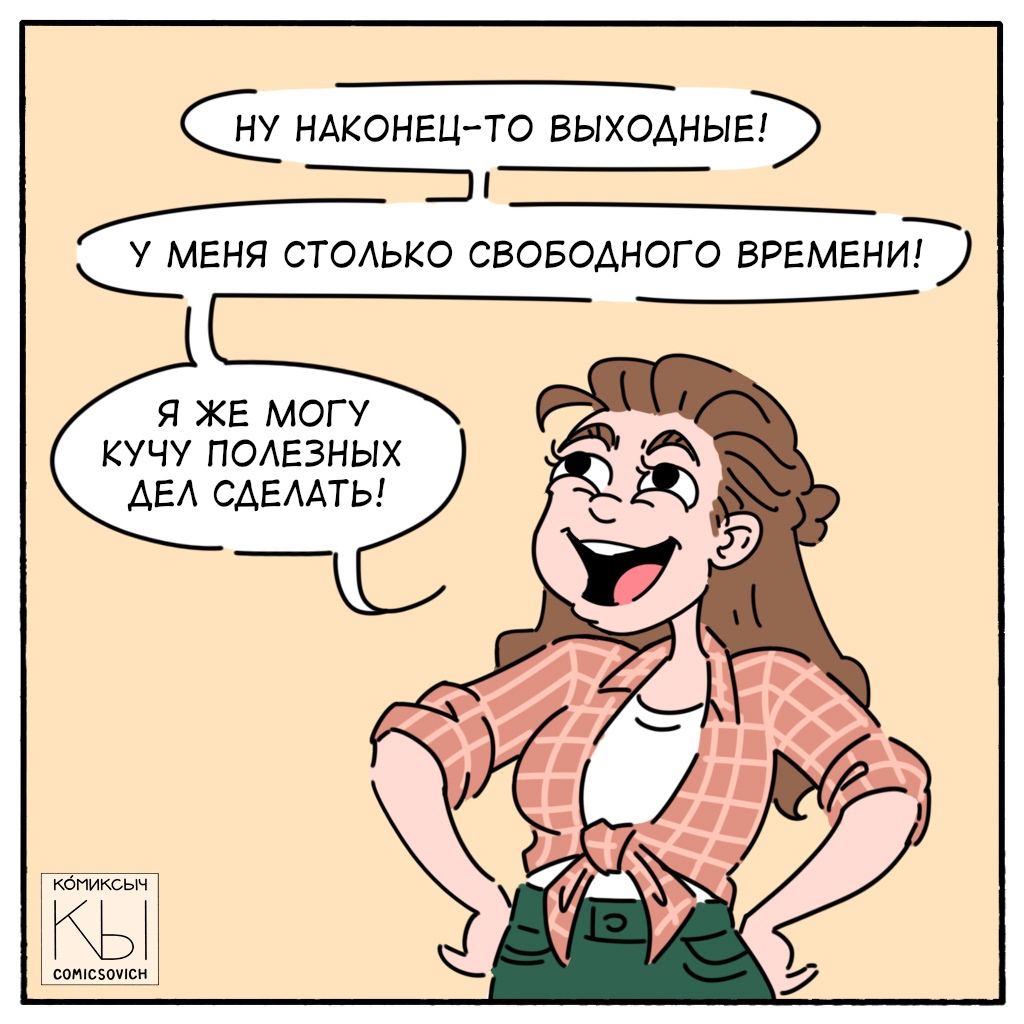 НУ НАКОНЕЦ-ТО ВЫХОДНЫЕ!
У МЕНЯ СТОЛЬКО СВОБОДНОГО ВРЕМЕНИ!
Я ЖЕ МОГУ
КУЧУ ПОЛЕЗНЫХ
ДЕЛ СДЕЛАТЬ!
КО́МИКСЫЧ
КЫ
COMICSOVICH